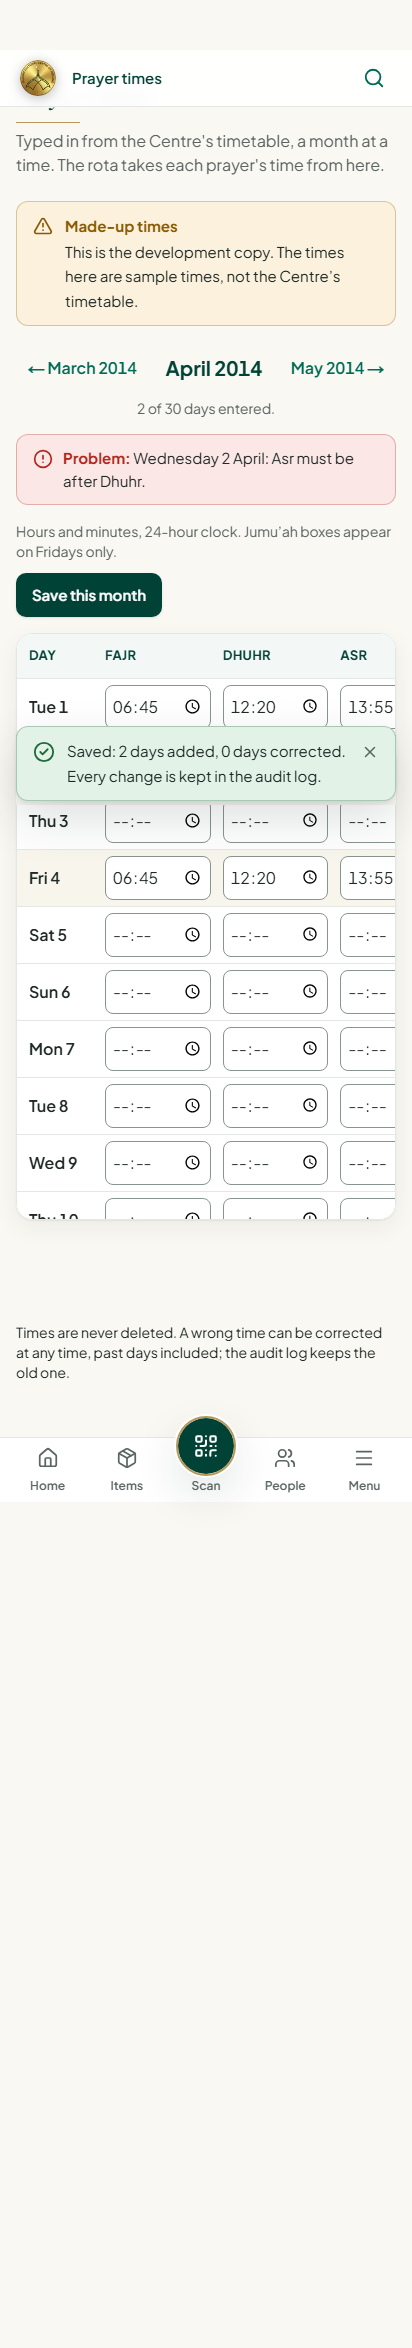 Prayer times
Typed in from the Centre's timetable, a month at a
time. The rota takes each prayer's time from here.
Made-up times
This is the development copy. The times
here are sample times, not the Centre’s
timetable.
← March 2014 April 2014 May 2014 →
2 of 30 days entered.
Problem: Wednesday 2 April: Asr must be
after Dhuhr.
Hours and minutes, 24-hour clock. Jumu’ah boxes appear
on Fridays only.
Save this month
DAY FAJR DHUHR ASR
Tue 1 06:45 12:20 13:55
Saved: 2 days added, 0 days corrected.
Every change is kept in the audit log.
Thu 3 --:-- --:-- --:--
Fri 4 06:45 12:20 13:55
Sat 5 --:-- --:-- --:--
Sun 6 --:-- --:-- --:--
Mon 7 --:-- --:-- --:--
Tue 8 --:-- --:-- --:--
Wed 9 --:-- --:-- --:--
Thu 10
Times are never deleted. A wrong time can be corrected
at any time, past days included; the audit log keeps the
old one.
Home Items Scan People Menu